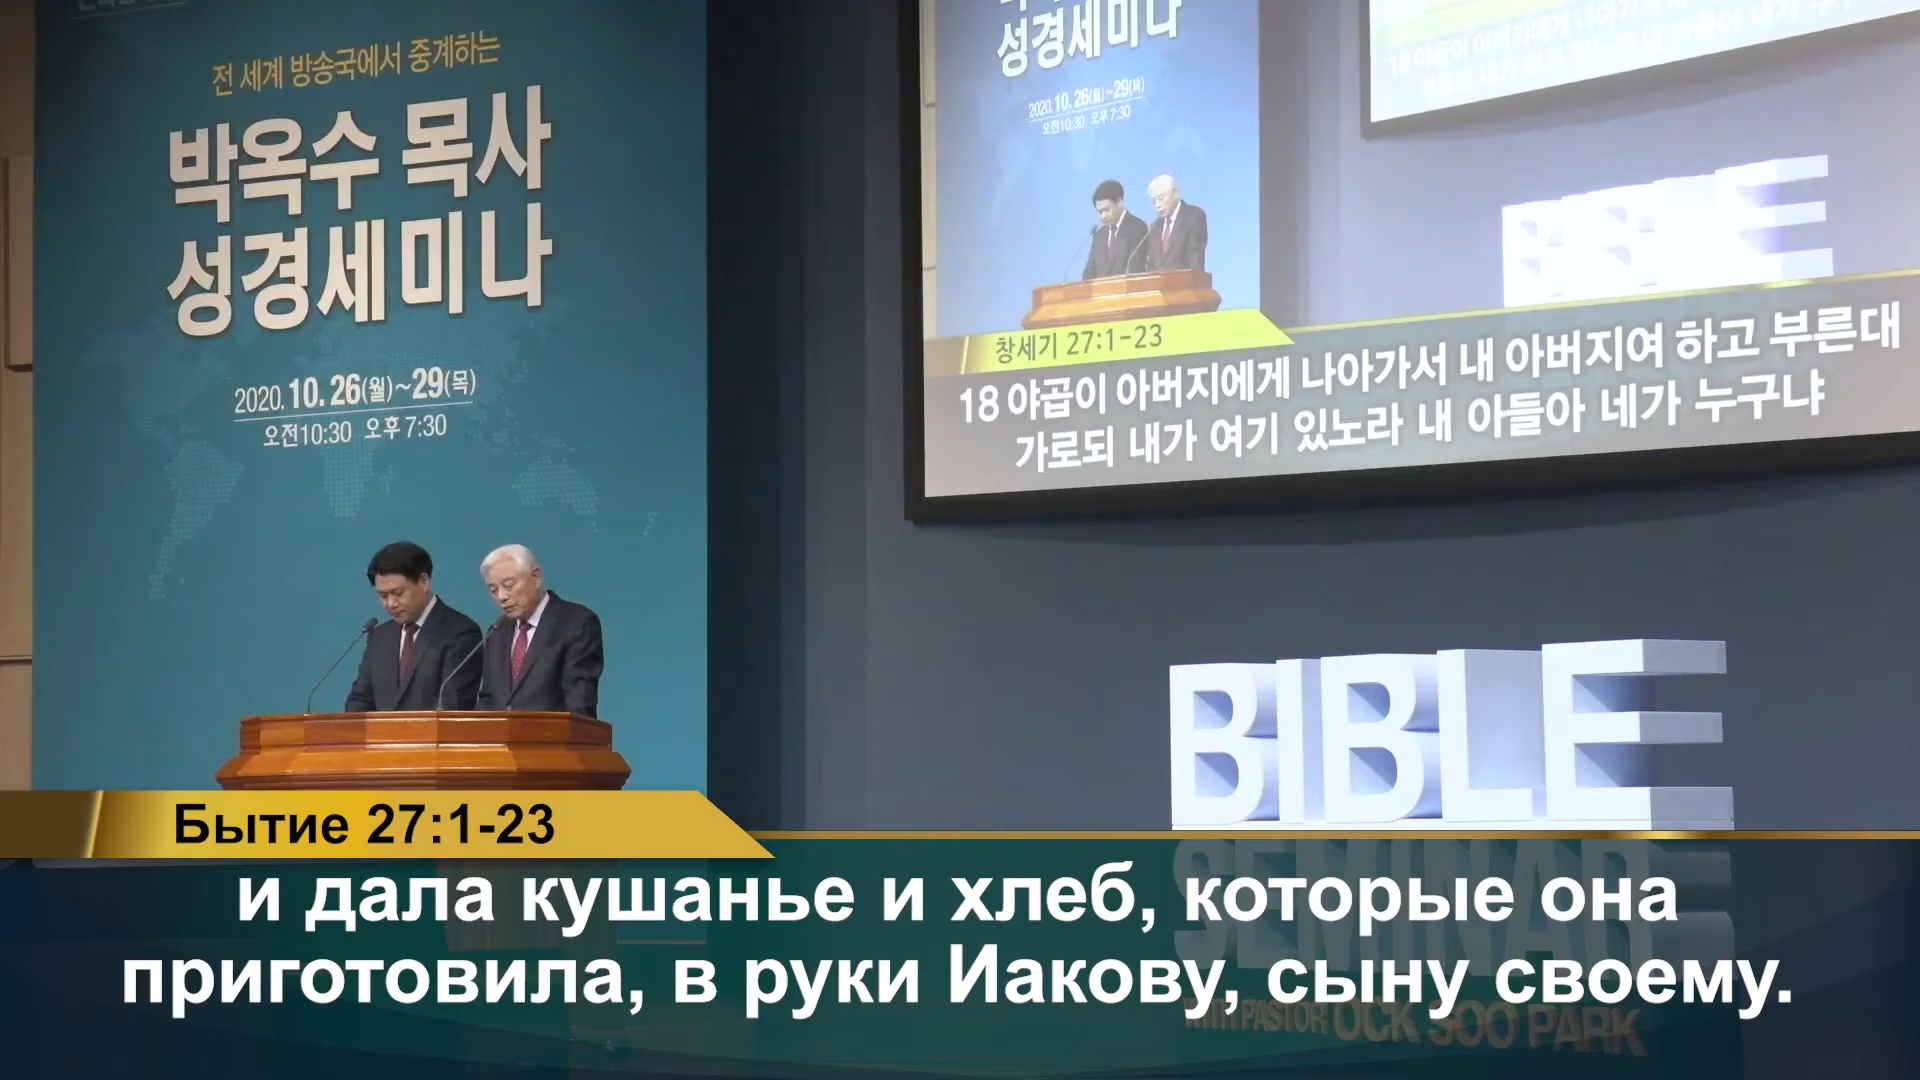 전 세계 방송국에서 중계하는
박옥수 목사
성경세미나
2020. 10. 26(월)~29(목)
오전10:30 오후 7:30
성경세미나
2020. 10. 26(월)~29(목)
오전10:30 오후 7:30
BIBLE
창세기 27:1-23
18 야곱이 아버지에게 나아가서 내 아버지여 하고 부른대
가로되 내가 여기 있노라 내 아들아 네가 누구냐
BIBLE
SEMINAR
WITH PASTOR OCK SOO PARK
Бытие 27:1-23
и дала кушанье и хлеб, которые она
приготовила, в руки Иакову, сыну своему.